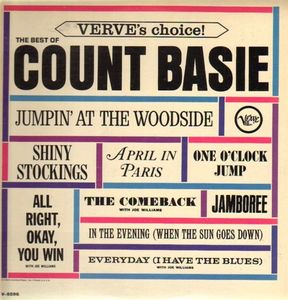 VERVE's choice!
THE BEST OF
COUNT BASIE
JUMPIN' AT THE WOODSIDE
Verve
SHINY
STOCKINGS
APRIL IN
PARIS
ONE O'CLOCK
JUMP
ALL
RIGHT,
OKAY,
YOU WIN
WITH JOE WILLIAMS
THE COMEBACK
WITH JOE WILLIAMS
JAMBOREE
IN THE EVENING (WHEN THE SUN GOES DOWN)
EVERYDAY (I HAVE THE BLUES)
WITH JOE WILLIAMS
V-8596